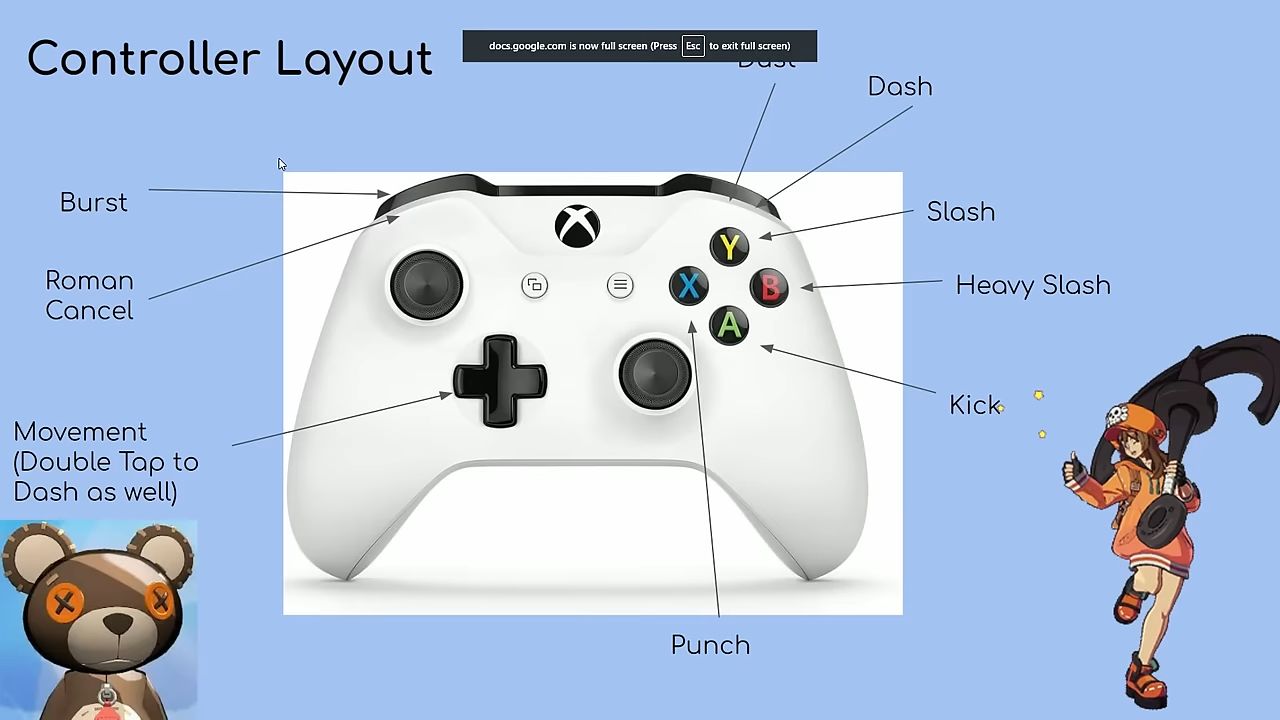 Controller Layout
docs.google.com is now full screen (Press Esc to exit full screen)
Dust
Dash
Burst
Slash
Roman
Cancel
Heavy Slash
Y
X
B
A
Kick
Movement
(Double Tap to
Dash as well)
Punch